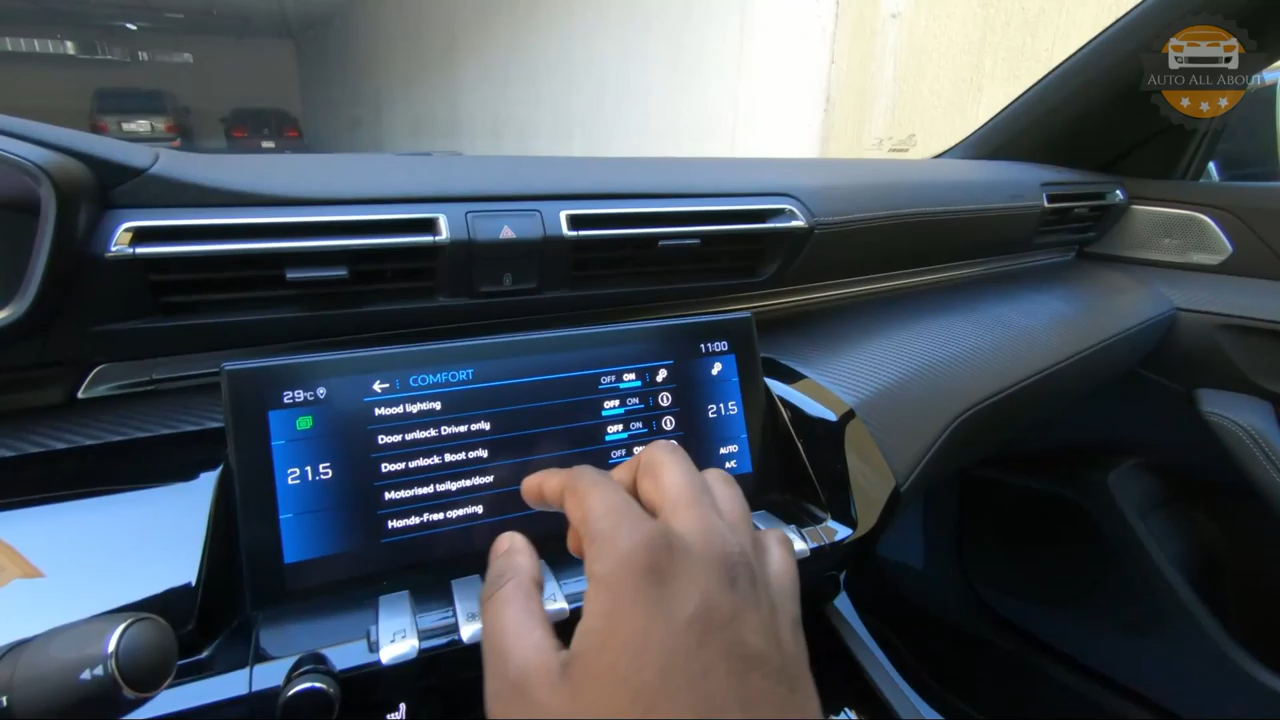 AUTO ALL ABOUT
29°C
COMFORT
11:00
Mood lighting
OFF ON
Door unlock: Driver only
OFF ON
Door unlock: Boot only
OFF ON
Motorised tailgate/door
OFF
Hands-Free opening
21.5
21.5
AUTO
A/C